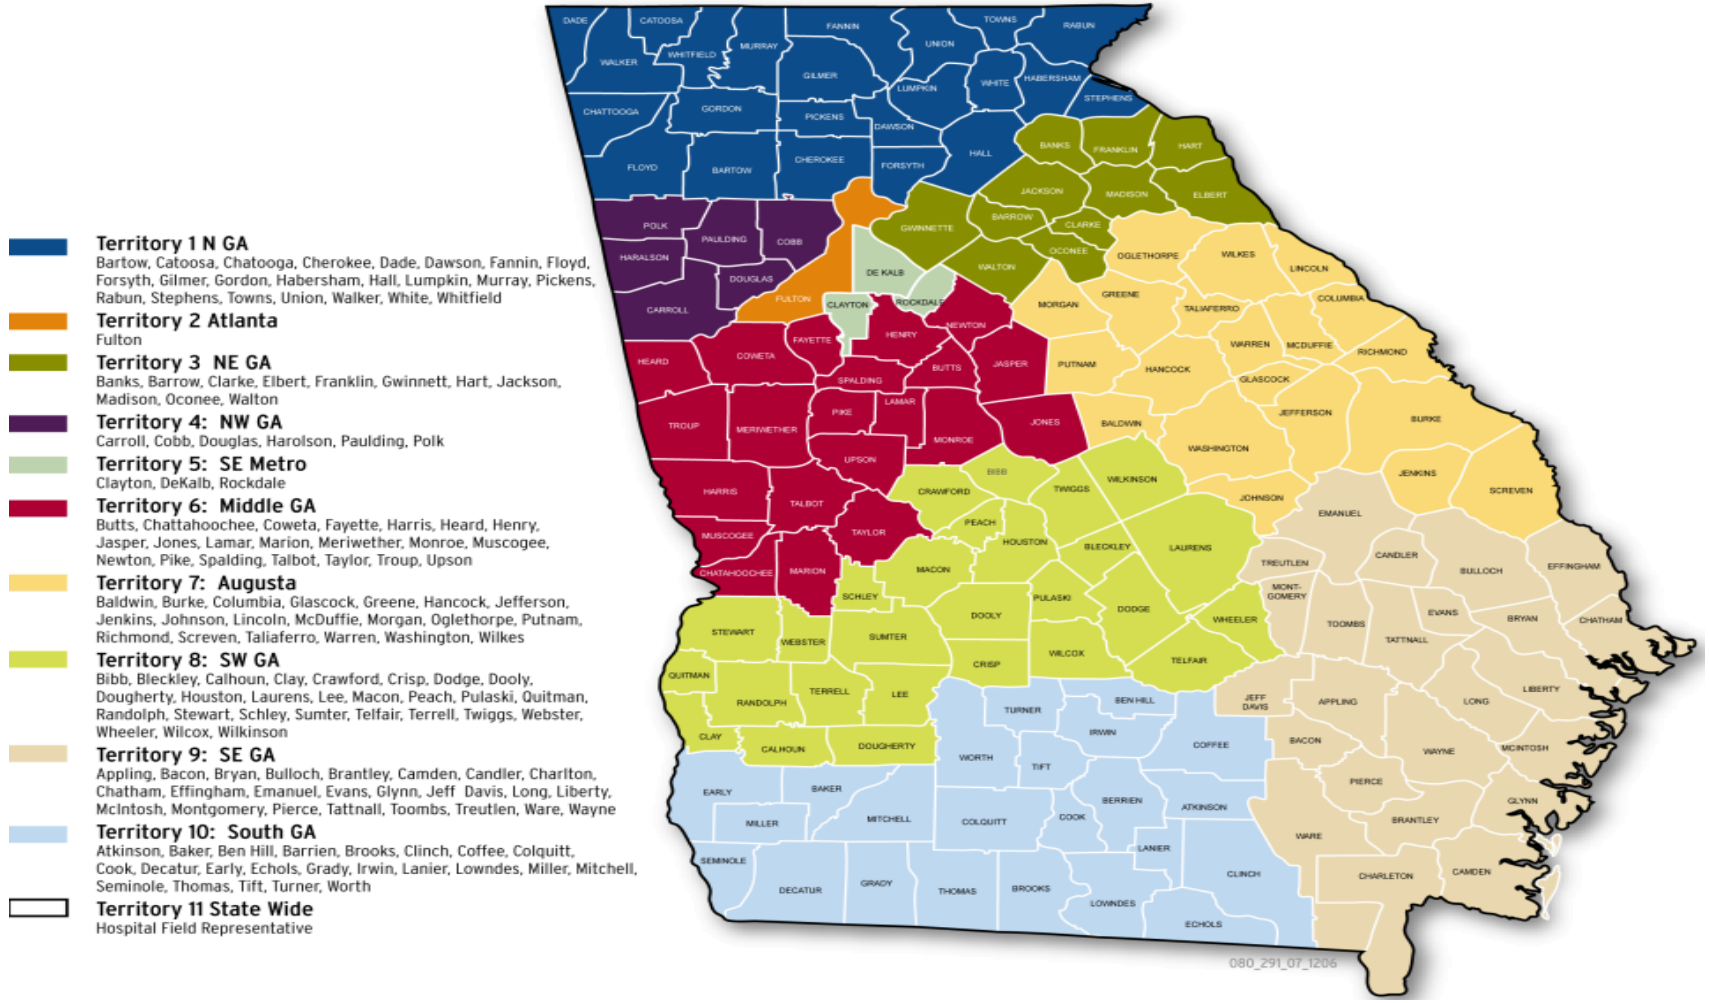 Territory 1 N GA
Bartow, Catoosa, Chatooga, Cherokee, Dade, Dawson, Fannin, Floyd,
Forsyth, Gilmer, Gordon, Habersham, Hall, Lumpkin, Murray, Pickens,
Rabun, Stephens, Towns, Union, Walker, White, Whitfield
Territory 2 Atlanta
Fulton
Territory 3 NE GA
Banks, Barrow, Clarke, Elbert, Franklin, Gwinnett, Hart, Jackson,
Madison, Oconee, Walton
Territory 4: NW GA
Carroll, Cobb, Douglas, Harolson, Paulding, Polk
Territory 5: SE Metro
Clayton, DeKalb, Rockdale
Territory 6: Middle GA
Butts, Chattahoochee, Coweta, Fayette, Harris, Heard, Henry,
Jasper, Jones, Lamar, Marion, Meriwether, Monroe, Muscogee,
Newton, Pike, Spalding, Talbot, Taylor, Troup, Upson
Territory 7: Augusta
Baldwin, Burke, Columbia, Glascock, Greene, Hancock, Jefferson,
Jenkins, Johnson, Lincoln, McDuffie, Morgan, Oglethorpe, Putnam,
Richmond, Screven, Taliaferro, Warren, Washington, Wilkes
Territory 8: SW GA
Bibb, Bleckley, Calhoun, Clay, Crawford, Crisp, Dodge, Dooly,
Dougherty, Houston, Laurens, Lee, Macon, Peach, Pulaski, Quitman,
Randolph, Stewart, Schley, Sumter, Telfair, Terrell, Twiggs, Webster,
Wheeler, Wilcox, Wilkinson
Territory 9: SE GA
Appling, Bacon, Bryan, Bulloch, Brantley, Camden, Candler, Charlton,
Chatham, Effingham, Emanuel, Evans, Glynn, Jeff Davis, Long, Liberty,
McIntosh, Montgomery, Pierce, Tattnall, Toombs, Treutlen, Ware, Wayne
Territory 10: South GA
Atkinson, Baker, Ben Hill, Barrien, Brooks, Clinch, Coffee, Colquitt,
Cook, Decatur, Early, Echols, Grady, Irwin, Lanier, Lowndes, Miller, Mitchell,
Seminole, Thomas, Tift, Turner, Worth
Territory 11 State Wide
Hospital Field Representative
DADE
CATOOSA
FANNIN
TOWNS
RABUN
WALKER
WHITFIELD
MURRAY
UNION
GILMER
LUMPKIN
WHITE
HABERSHAM
STEPHENS
CHATTOOGA
GORDON
PICKENS
DAWSON
FLOYD
BARTOW
CHEROKEE
FORSYTH
HALL
BANKS
FRANKLIN
HART
JACKSON
MADISON
ELBERT
POLK
PAULDING
COBB
GWINNETTE
BARROW
CLARKE
OCONEE
HARALSON
DOUGLAS
DE KALB
WALTON
OGLETHORPE
WILKES
LINCOLN
CARROLL
FULTON
CLAYTON
ROCKDALE
MORGAN
GREENE
TALIAFERRO
COLUMBIA
HEARD
COWETA
FAYETTE
HENRY
NEWTON
WARREN
MCDUFFIE
RICHMOND
SPALDING
BUTTS
JASPER
PUTNAM
HANCOCK
GLASCOCK
TROUP
MERIWETHER
PIKE
LAMAR
MONROE
JONES
BALDWIN
JEFFERSON
BURKE
UPSON
WASHINGTON
HARRIS
TALBOT
CRAWFORD
BIBB
TWIGGS
WILKINSON
JOHNSON
JENKINS
SCREVEN
MUSCOGEE
TAYLOR
PEACH
HOUSTON
BLECKLEY
LAURENS
EMANUEL
CHATAHOOCHEE
MARION
MACON
TREUTLEN
CANDLER
BULLOCH
EFFINGHAM
SCHLEY
PULASKI
DODGE
WHEELER
MONT-
GOMERY
STEWART
WEBSTER
SUMTER
DOOLY
TOOMBS
EVANS
TATTNALL
BRYAN
CHATHAM
QUITMAN
RANDOLPH
TERRELL
LEE
CRISP
WILCOX
TELFAIR
CLAY
CALHOUN
DOUGHERTY
TURNER
BEN HILL
JEFF
DAVIS
APPLING
LONG
LIBERTY
WORTH
TIFT
IRWIN
COFFEE
BACON
WAYNE
MCINTOSH
EARLY
BAKER
PIERCE
MILLER
MITCHELL
COLQUITT
COOK
BERRIEN
ATKINSON
WARE
BRANTLEY
GLYNN
SEMINOLE
DECATUR
GRADY
THOMAS
BROOKS
LANIER
LOWNDES
CLINCH
ECHOLS
CHARLETON
CAMDEN
080_291_07_1206